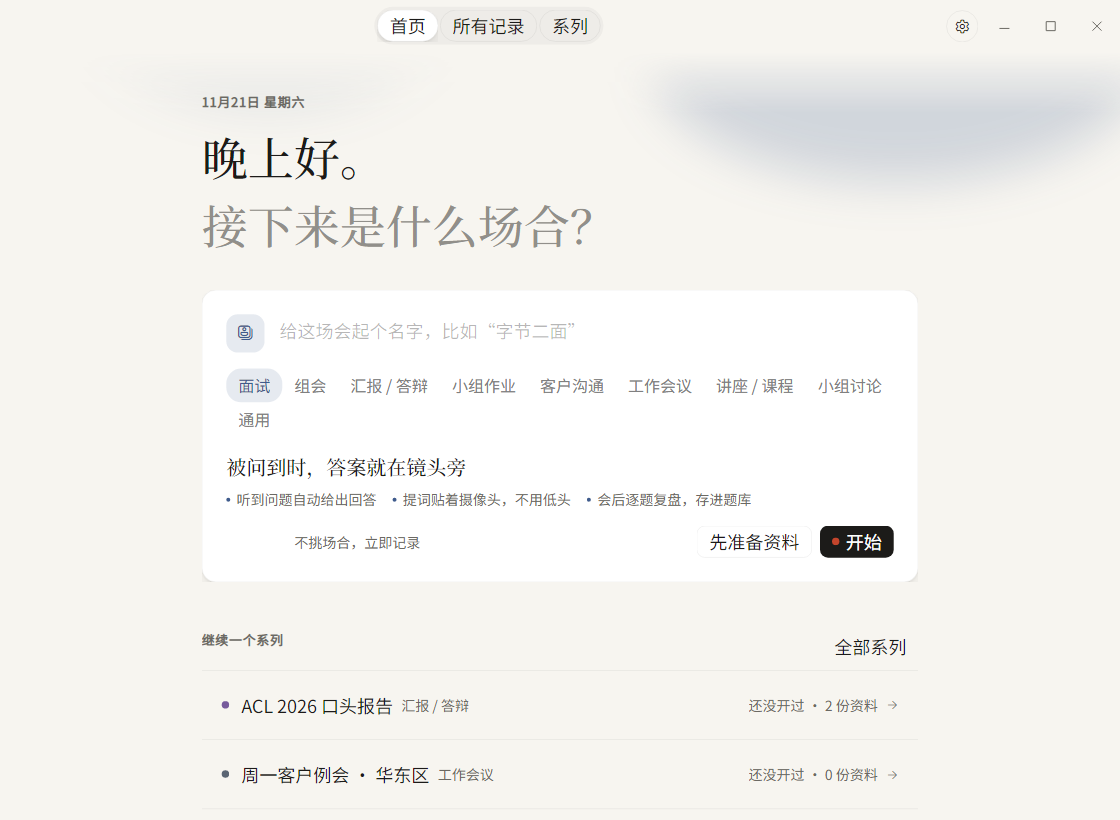 首页 所有记录 系列
11月21日 星期六
晚上好。
接下来是什么场合？
给这场会起个名字，比如“字节二面”
面试 组会 汇报 / 答辩 小组作业 客户沟通 工作会议 讲座 / 课程 小组讨论
通用
被问到时，答案就在镜头旁
• 听到问题自动给出回答 • 提词贴着摄像头，不用低头 • 会后逐题复盘，存进题库
不挑场合，立即记录 先准备资料 开始
继续一个系列 全部系列
ACL 2026 口头报告 汇报 / 答辩 还没开过 · 2 份资料 →
周一客户例会 · 华东区 工作会议 还没开过 · 0 份资料 →